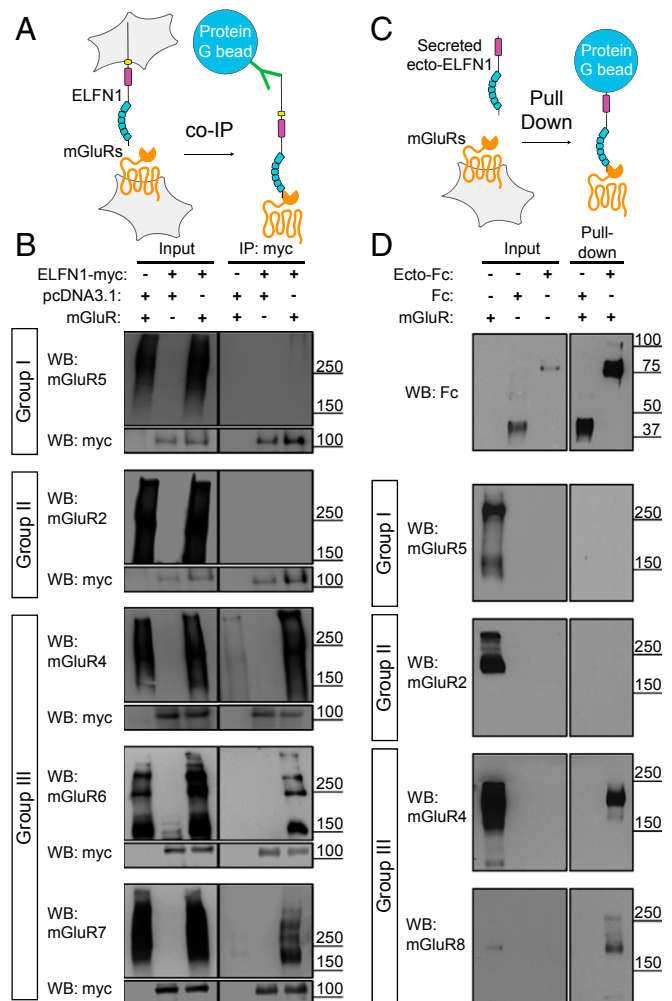 A
Protein
G bead
ELFN1
co-IP
mGluRs
B
Input
IP: myc
ELFN1-myc: - + + - + +
pcDNA3.1: + + - + + -
mGluR: + - + + - +
Group I
WB:
mGluR5
250
150
WB: myc
100
Group II
WB:
mGluR2
250
150
WB: myc
100
Group III
WB:
mGluR4
250
150
WB: myc
100
WB:
mGluR6
250
150
WB: myc
100
WB:
mGluR7
250
150
WB: myc
100
C
Secreted
ecto-ELFN1
Protein
G bead
Pull
Down
mGluRs
D
Input
Pull-
down
Ecto-Fc: - - + - +
Fc: - + - + -
mGluR: + - - + +
WB: Fc
100
75
50
37
Group I
WB:
mGluR5
250
150
Group II
WB:
mGluR2
250
150
Group III
WB:
mGluR4
250
150
WB:
mGluR8
250
150